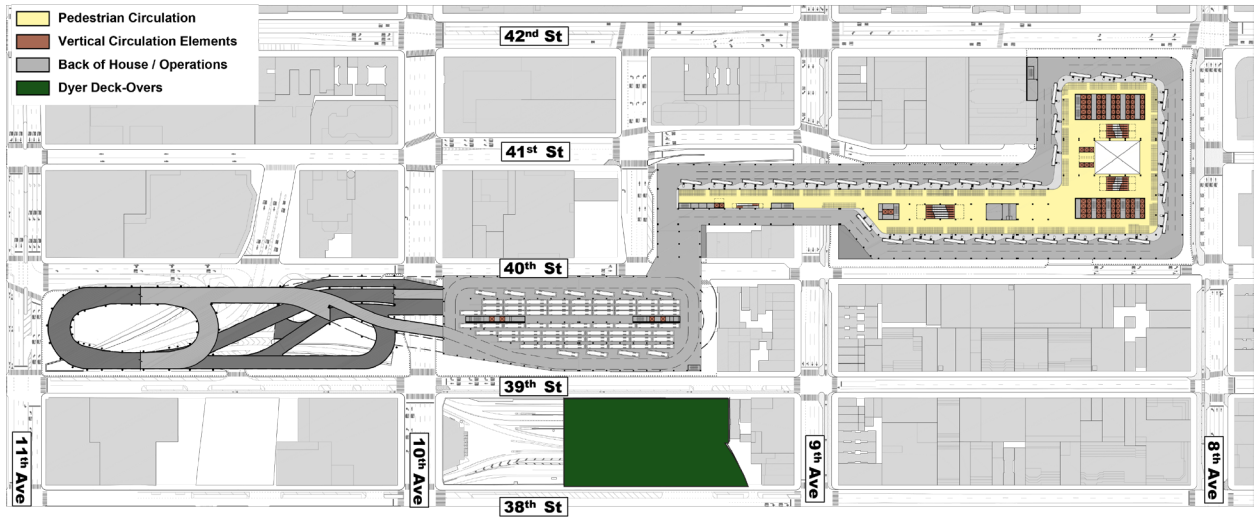 Pedestrian Circulation
Vertical Circulation Elements
Back of House / Operations
Dyer Deck-Overs
42nd St
41st St
40th St
39th St
38th St
11th Ave
10th Ave
9th Ave
8th Ave